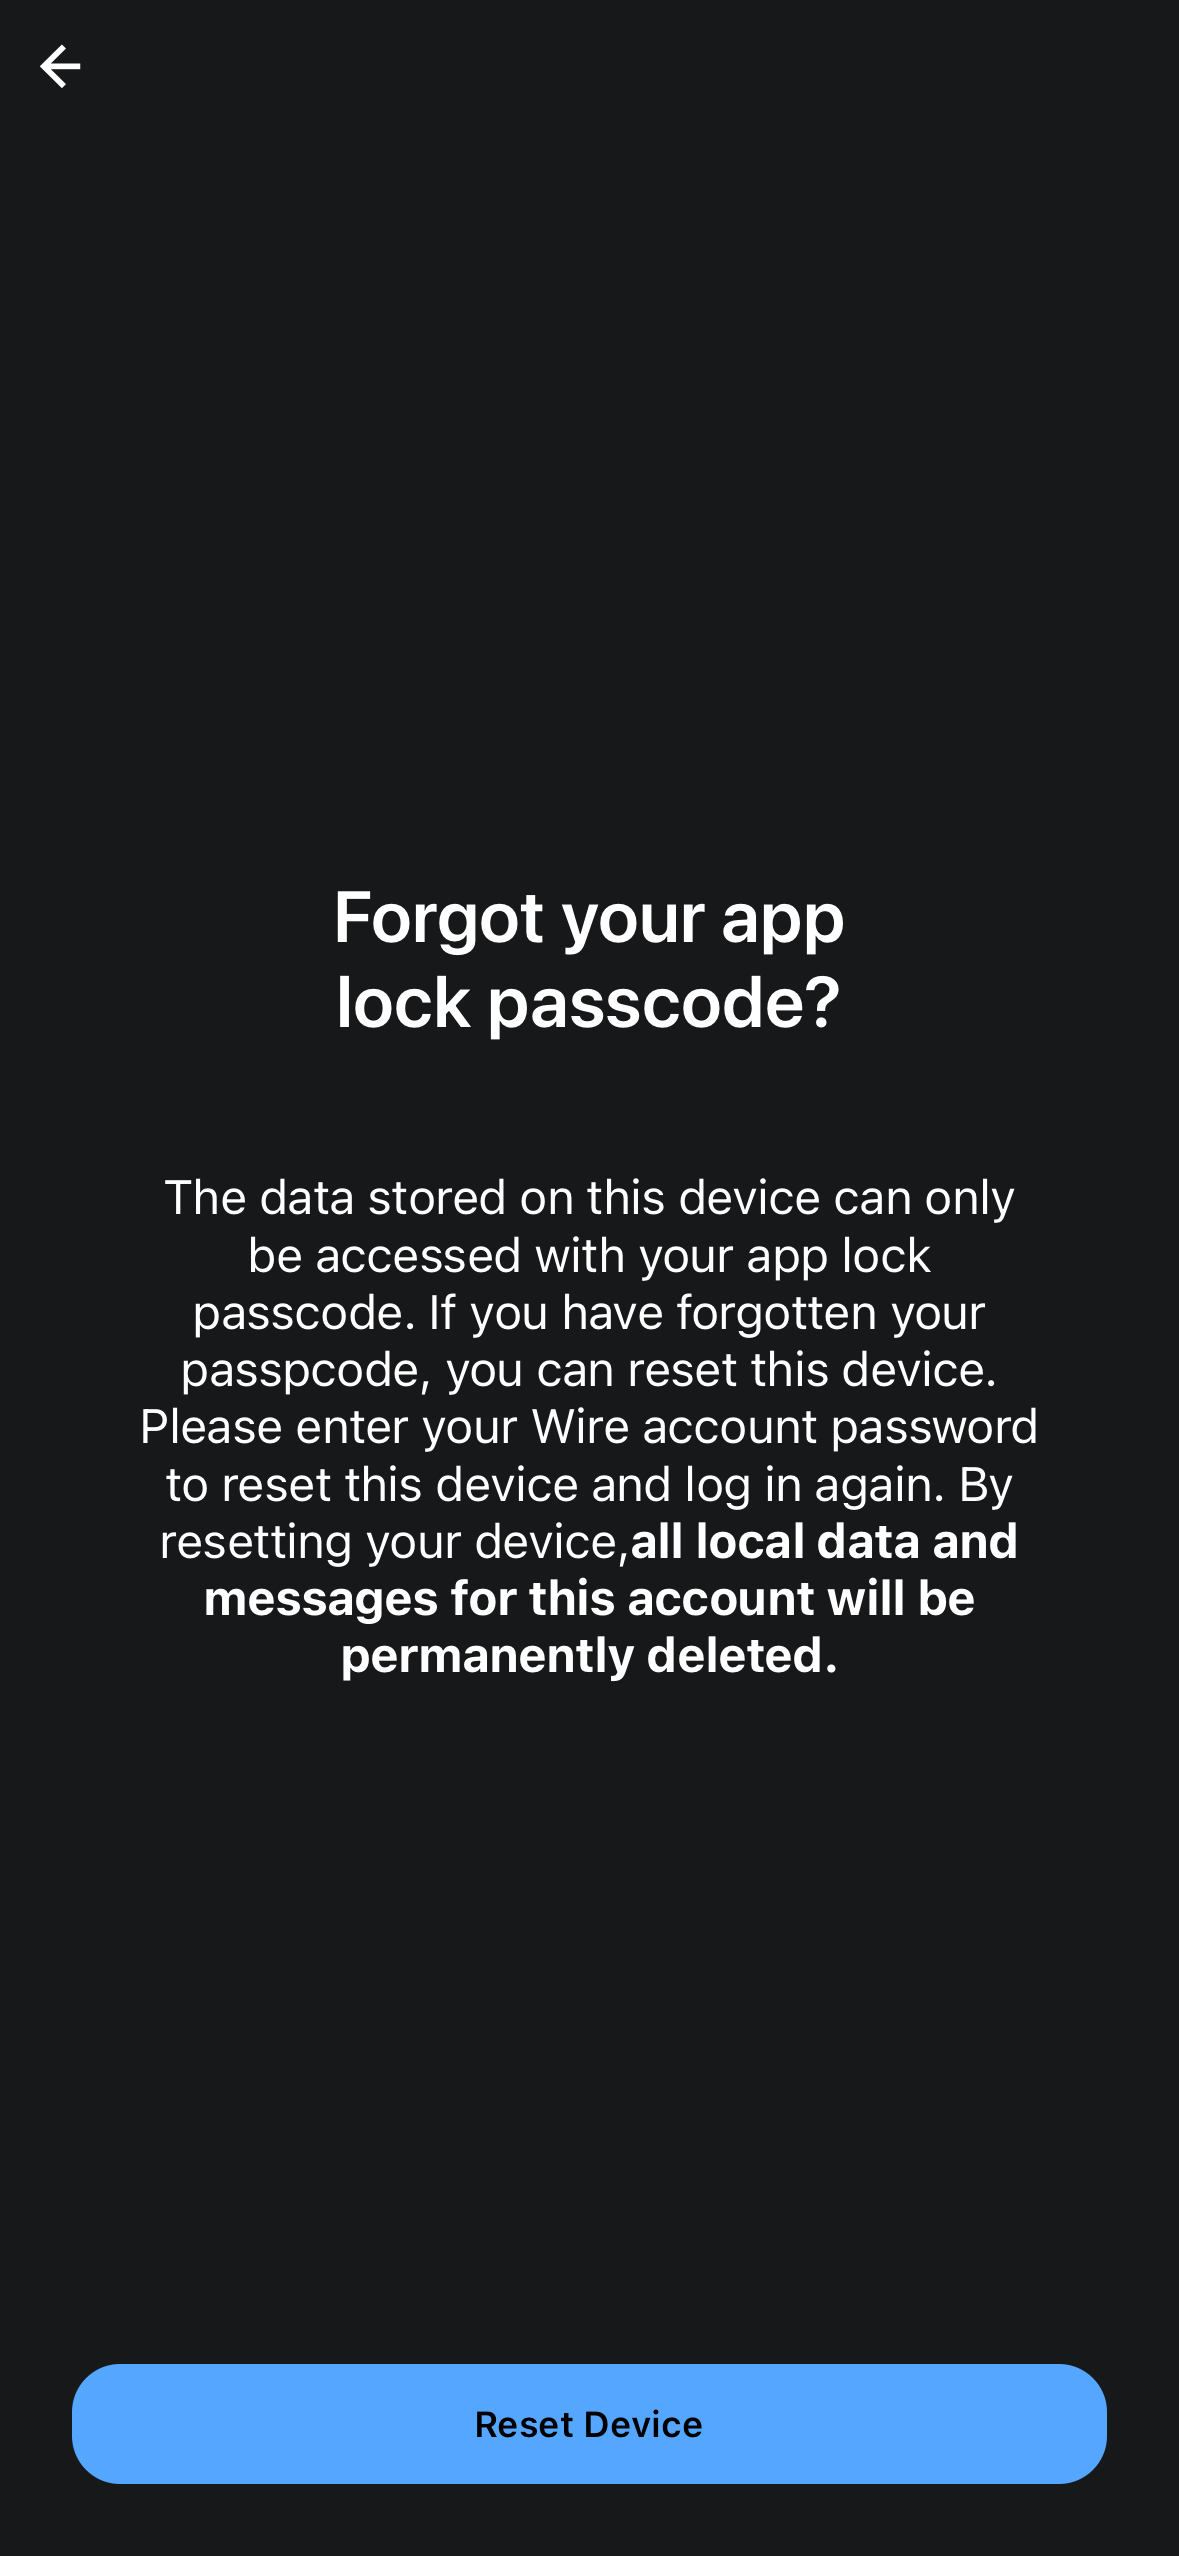 Forgot your app
lock passcode?
The data stored on this device can only
be accessed with your app lock
passcode. If you have forgotten your
passpcode, you can reset this device.
Please enter your Wire account password
to reset this device and log in again. By
resetting your device,all local data and
messages for this account will be
permanently deleted.
Reset Device